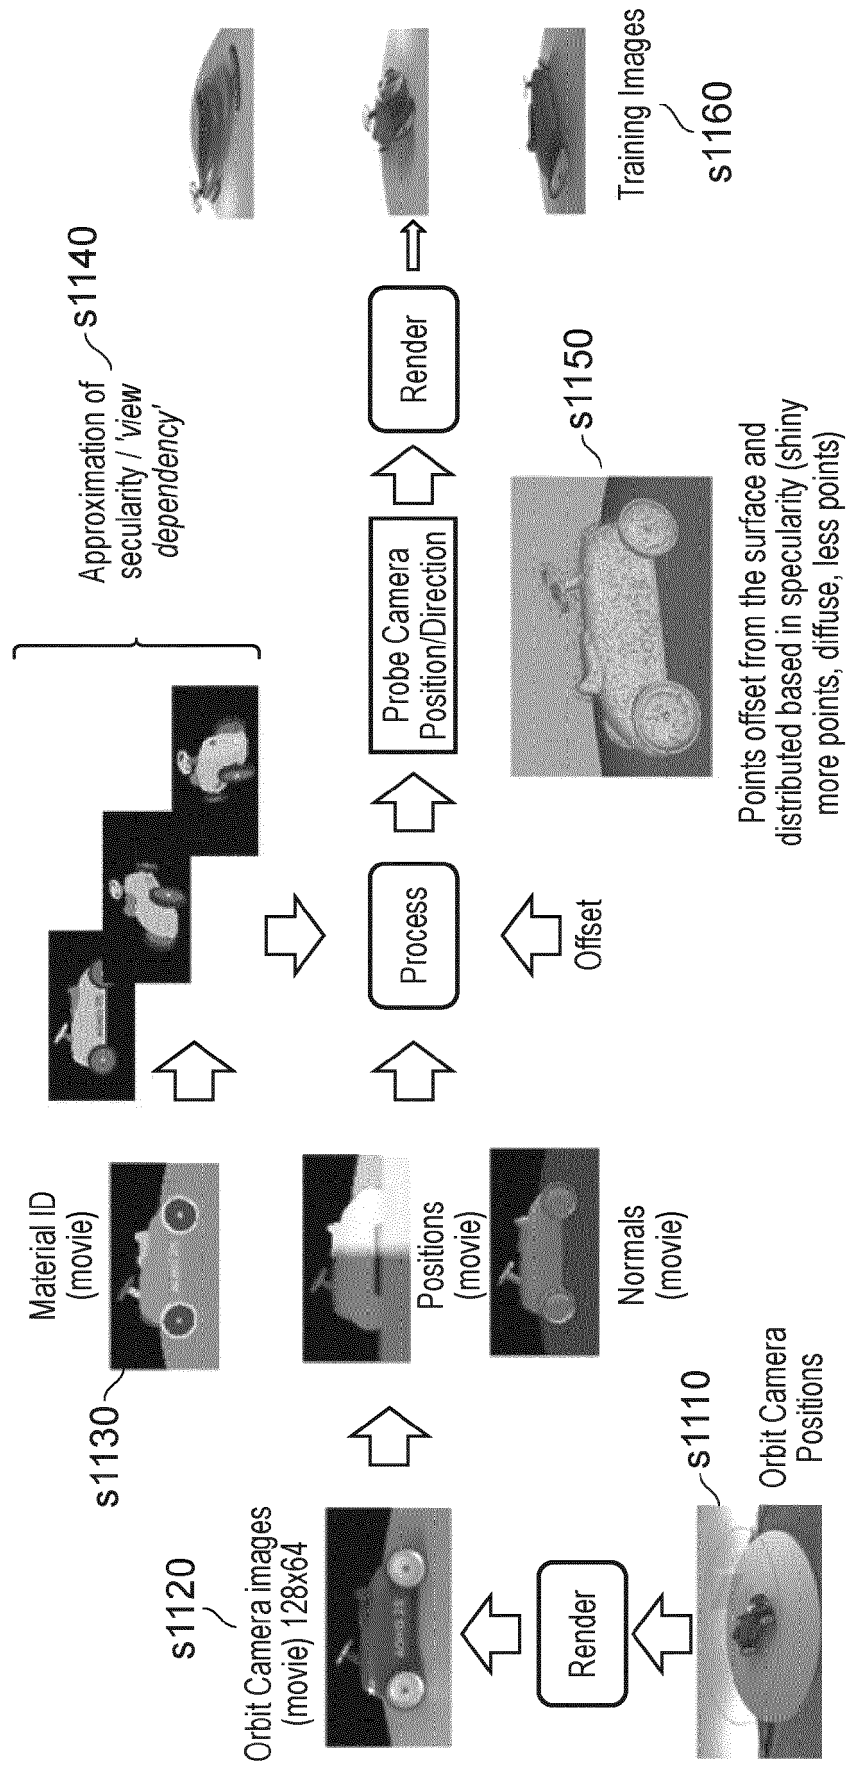 s1110
Orbit Camera
Positions
Render
s1120
Orbit Camera images
(movie) 128x64
s1130
Material ID
(movie)
Positions
(movie)
Normals
(movie)
Approximation of
secularity / 'view
dependency'
s1140
Process
Offset
Probe Camera
Position/Direction
s1150
Points offset from the surface and
distributed based in specularity (shiny
more points, diffuse, less points)
Render
Training Images
s1160